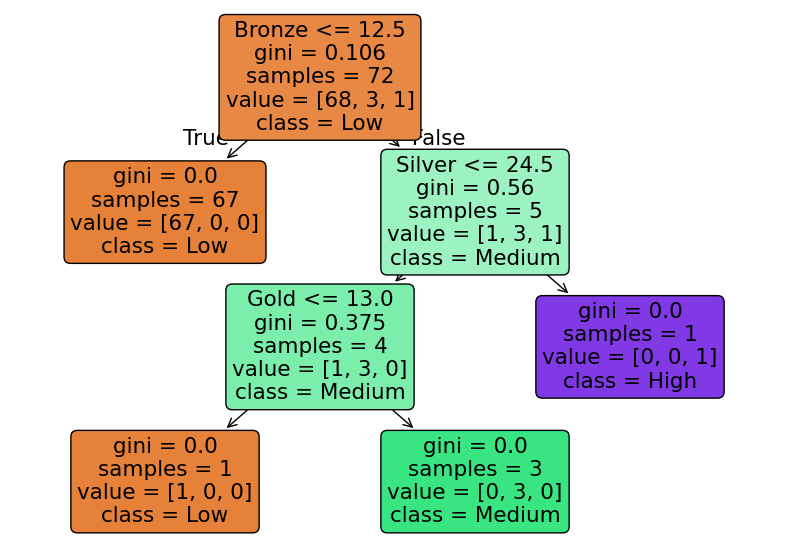 Bronze <= 12.5
gini = 0.106
samples = 72
value = [68, 3, 1]
class = Low
True
False
gini = 0.0
samples = 67
value = [67, 0, 0]
class = Low
Silver <= 24.5
gini = 0.56
samples = 5
value = [1, 3, 1]
class = Medium
Gold <= 13.0
gini = 0.375
samples = 4
value = [1, 3, 0]
class = Medium
gini = 0.0
samples = 1
value = [0, 0, 1]
class = High
gini = 0.0
samples = 1
value = [1, 0, 0]
class = Low
gini = 0.0
samples = 3
value = [0, 3, 0]
class = Medium